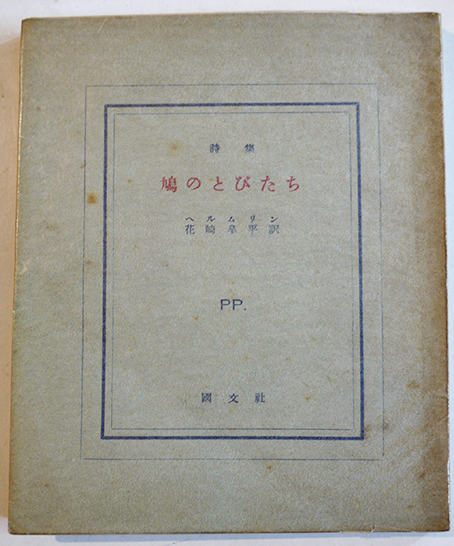 詩集
鳩のとびたち
ヘルムリン
花崎皐平訳
PP.
國文社